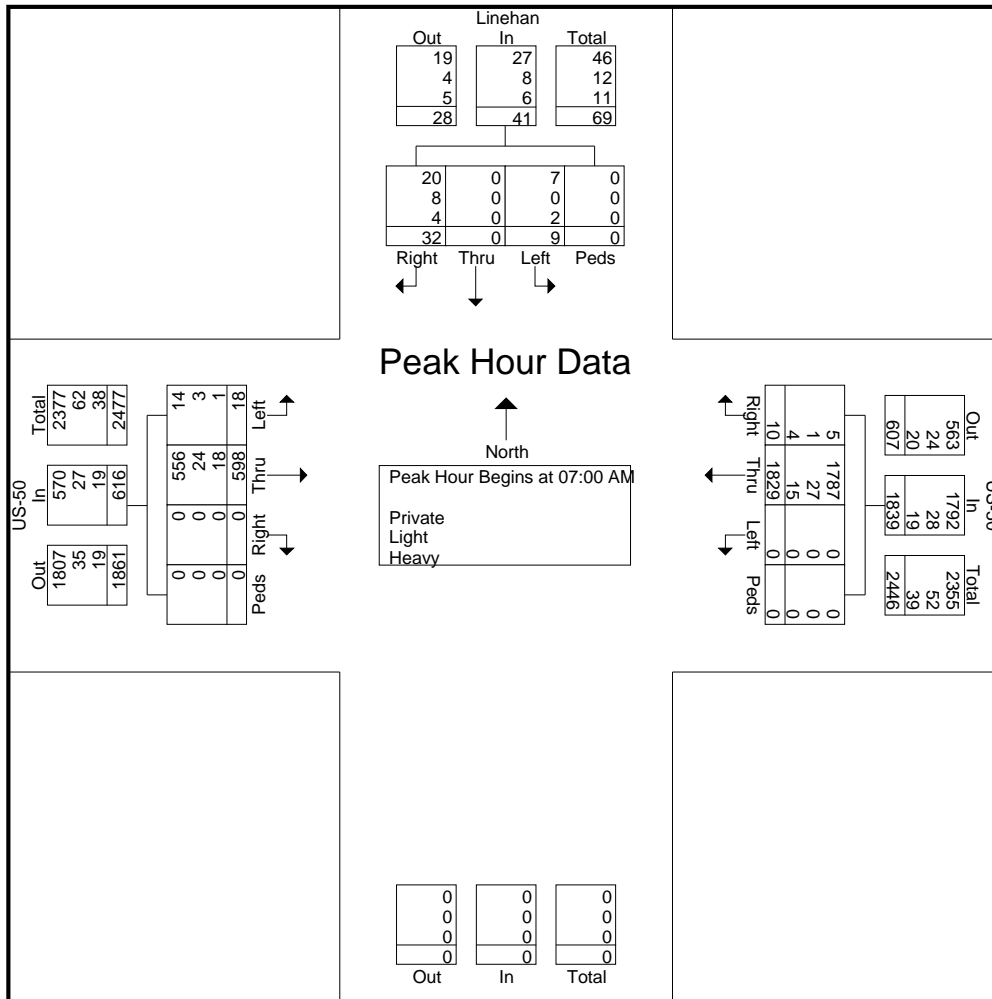 Linehan
Out In Total
19 27 46
4 8 12
5 6 11
28 41 69
20 0 7 0
8 0 0 0
4 0 2 0
32 0 9 0
Right Thru Left Peds
Peak Hour Data
North
Peak Hour Begins at 07:00 AM
Private
Light
Heavy
US-50
Total In Out
2377 570 1807
62 27 35
38 19 19
2477 616 1861
14 556 0 0
3 24 0 0
1 18 0 0
18 598 0 0
Left Thru Right Peds
Right Thru Left Peds
5 1787 0 0
1 27 0 0
4 15 0 0
10 1829 0 0
US-50
Out In Total
563 1792 2355
24 28 52
20 19 39
607 1839 2446
0 0 0
0 0 0
0 0 0
0 0 0
Out In Total